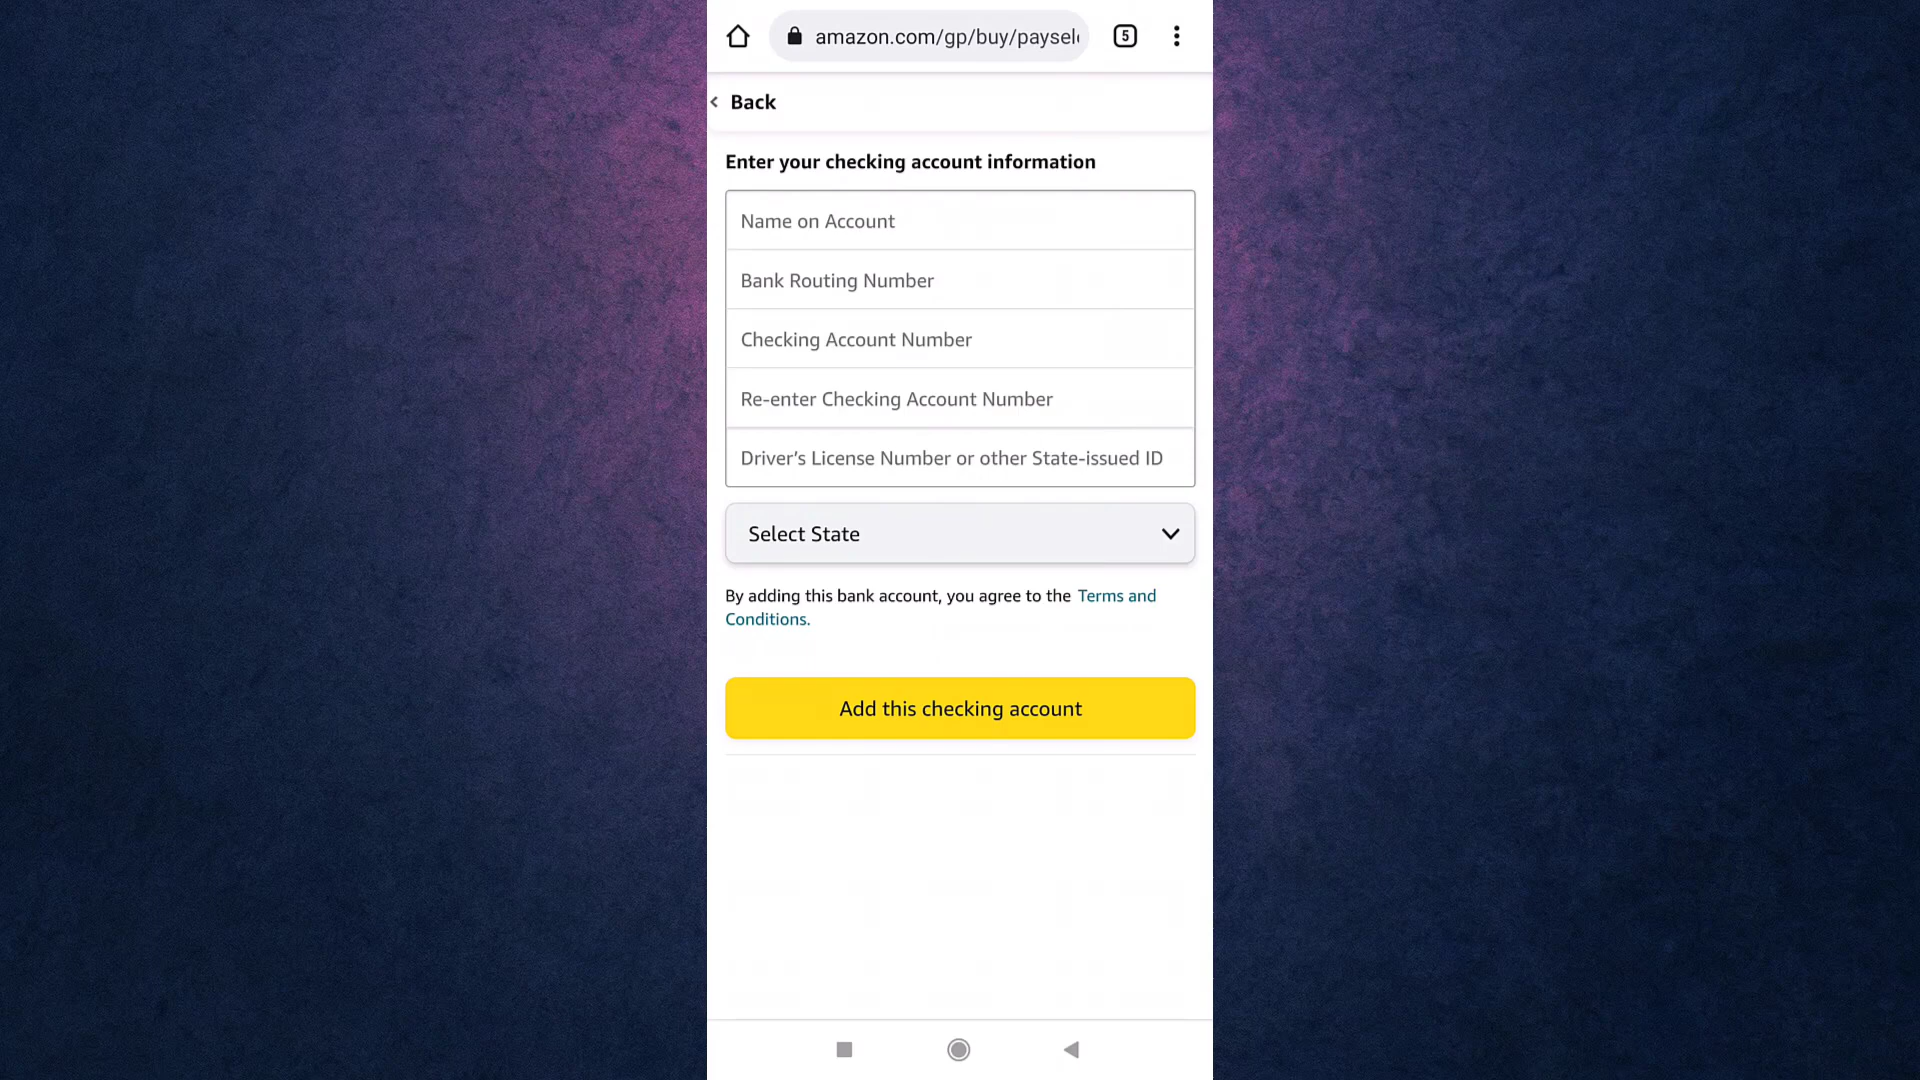 amazon.com/gp/buy/paysel
5
Back
Enter your checking account information
Name on Account
Bank Routing Number
Checking Account Number
Re-enter Checking Account Number
Driver’s License Number or other State-issued ID
Select State
By adding this bank account, you agree to the Terms and
Conditions.
Add this checking account